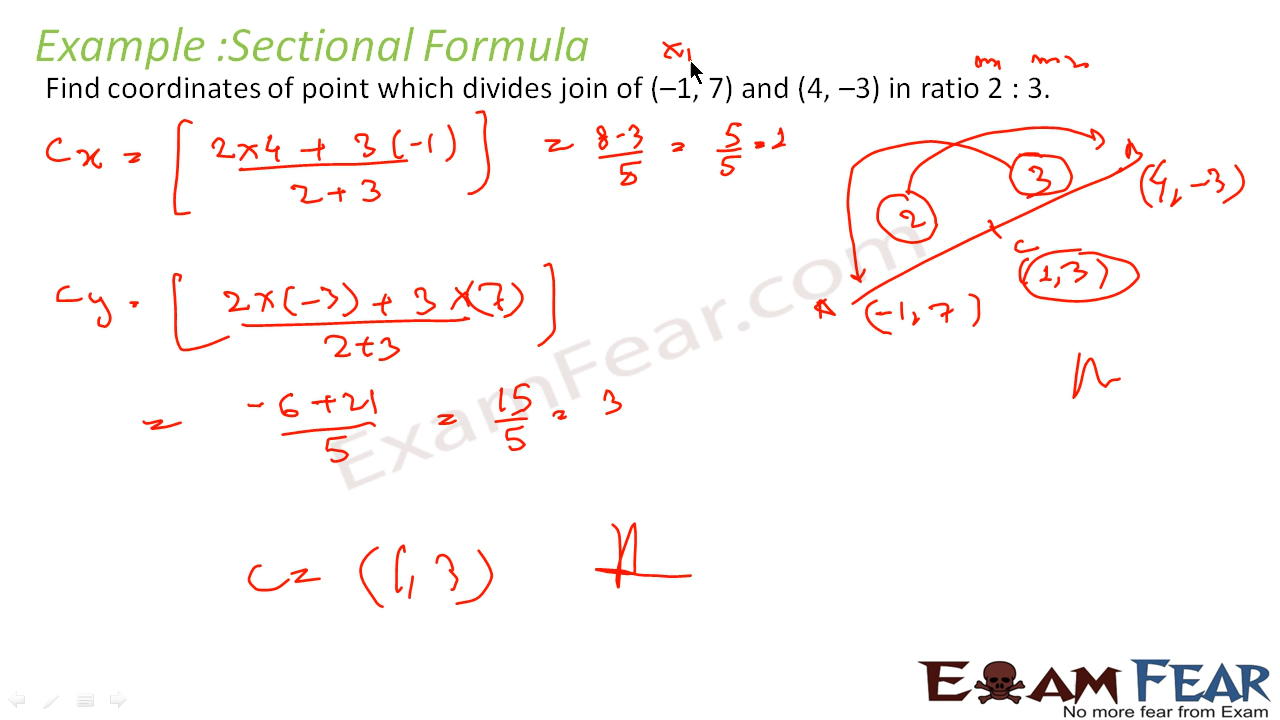 Example :Sectional Formula
x1
m m2
Find coordinates of point which divides join of (–1, 7) and (4, –3) in ratio 2 : 3.
Cx = [ 2×4 + 3(-1) / 2+3 ] = 8-3/5 = 5/5 = 1
3 B
(4, -3)
2
C
(1,3)
A (-1, 7)
Cy = [ 2×(-3) + 3×(7) / 2+3 ]
= -6+21/5 = 15/5 = 3
C = (1, 3)
ExamFear.com
EXAM FEAR
No more fear from Exam